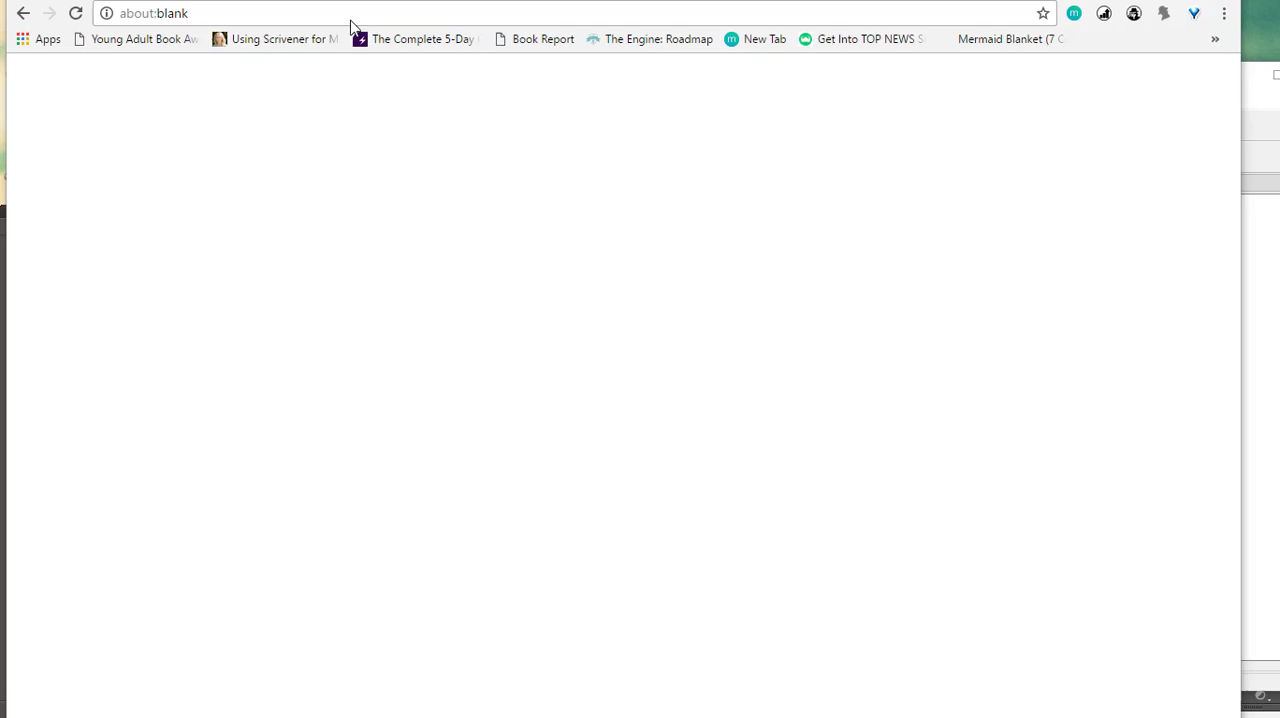 about:blank
Apps Young Adult Book Aw Using Scrivener for M The Complete 5-Day Book Report The Engine: Roadmap New Tab Get Into TOP NEWS S Mermaid Blanket (7 C »